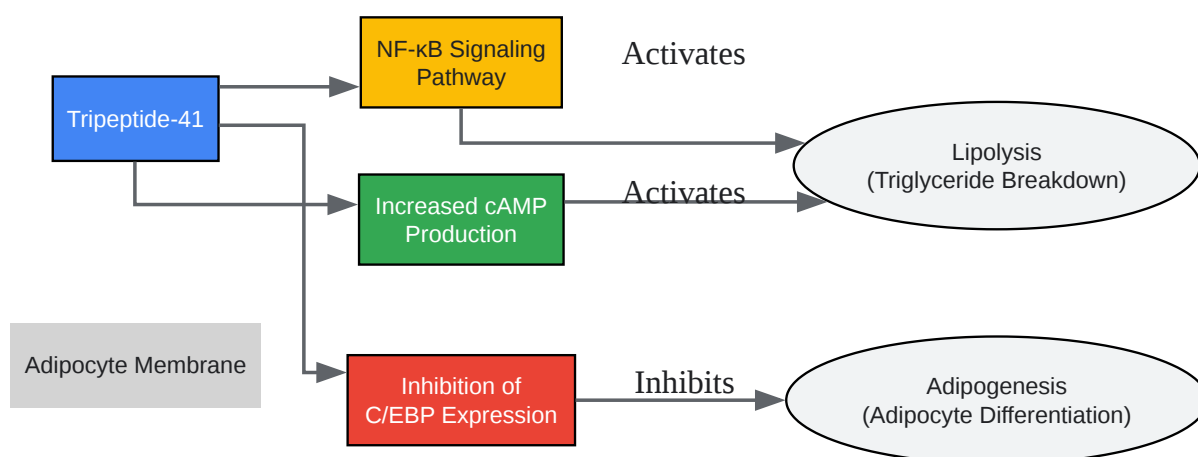 NF-κB Signaling
Pathway
Activates
Tripeptide-41
Lipolysis
(Triglyceride Breakdown)
Increased cAMP
Production
Activates
Adipocyte Membrane
Inhibition of
C/EBP Expression
Inhibits
Adipogenesis
(Adipocyte Differentiation)